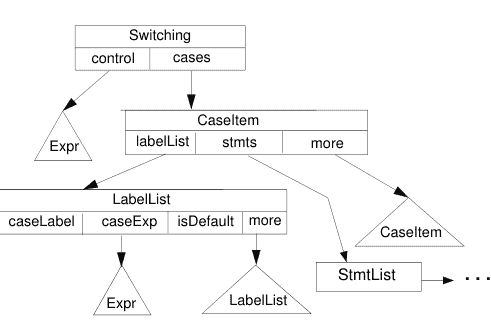 Switching
control cases
CaseItem
Expr
labelList stmts more
LabelList
caseLabel caseExp isDefault more
CaseItem
StmtList ...
Expr
LabelList